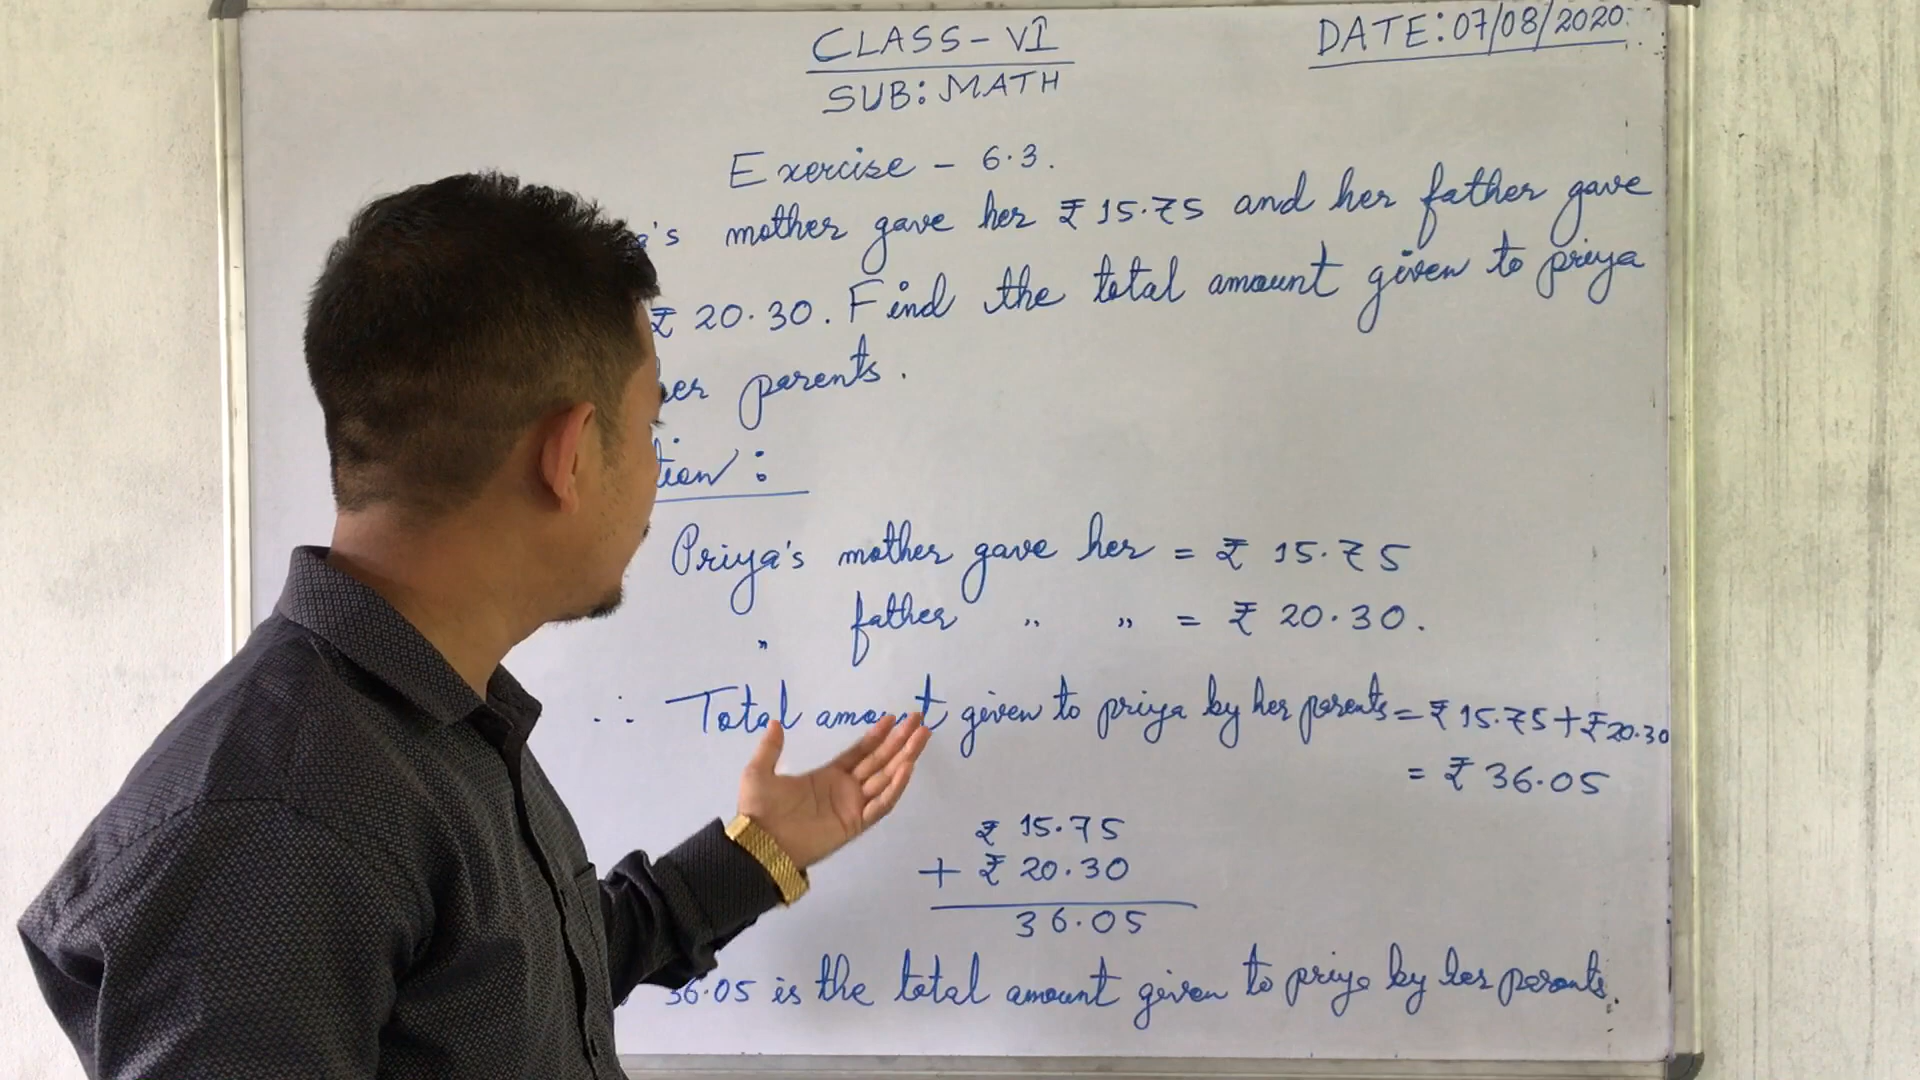 CLASS-VI
DATE:07/08/2020
SUB:MATH
Exercise - 6.3.
's mother gave her ₹ 15.75 and her father gave
₹ 20.30. Find the total amount given to priya
parents.
:
Priya's mother gave her = ₹ 15.75
" father " " = ₹ 20.30.
∴ Total amount given to priya by her parents = ₹ 15.75 + ₹ 20.30
= ₹ 36.05
₹ 15.75
+ ₹ 20.30
36.05
36.05 is the total amount given to priya by her parents.